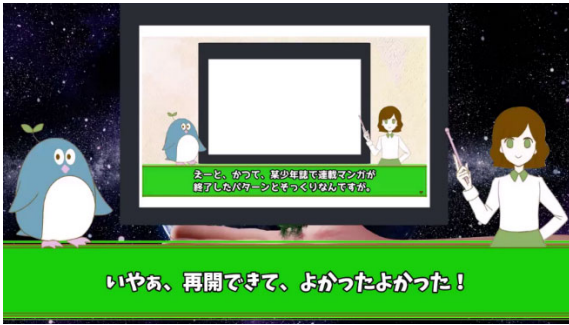 えーと、かつて、某少年誌で連載マンガが
終了したパターンとそっくりなんですが。
いやぁ、再開できて、よかったよかった！